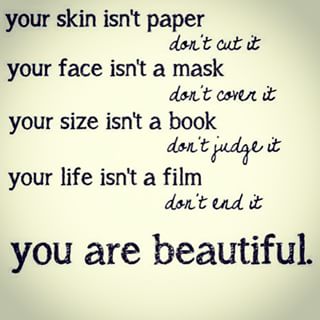 your skin isn't paper
don't cut it
your face isn't a mask
don't cover it
your size isn't a book
don't judge it
your life isn't a film
don't end it
you are beautiful.